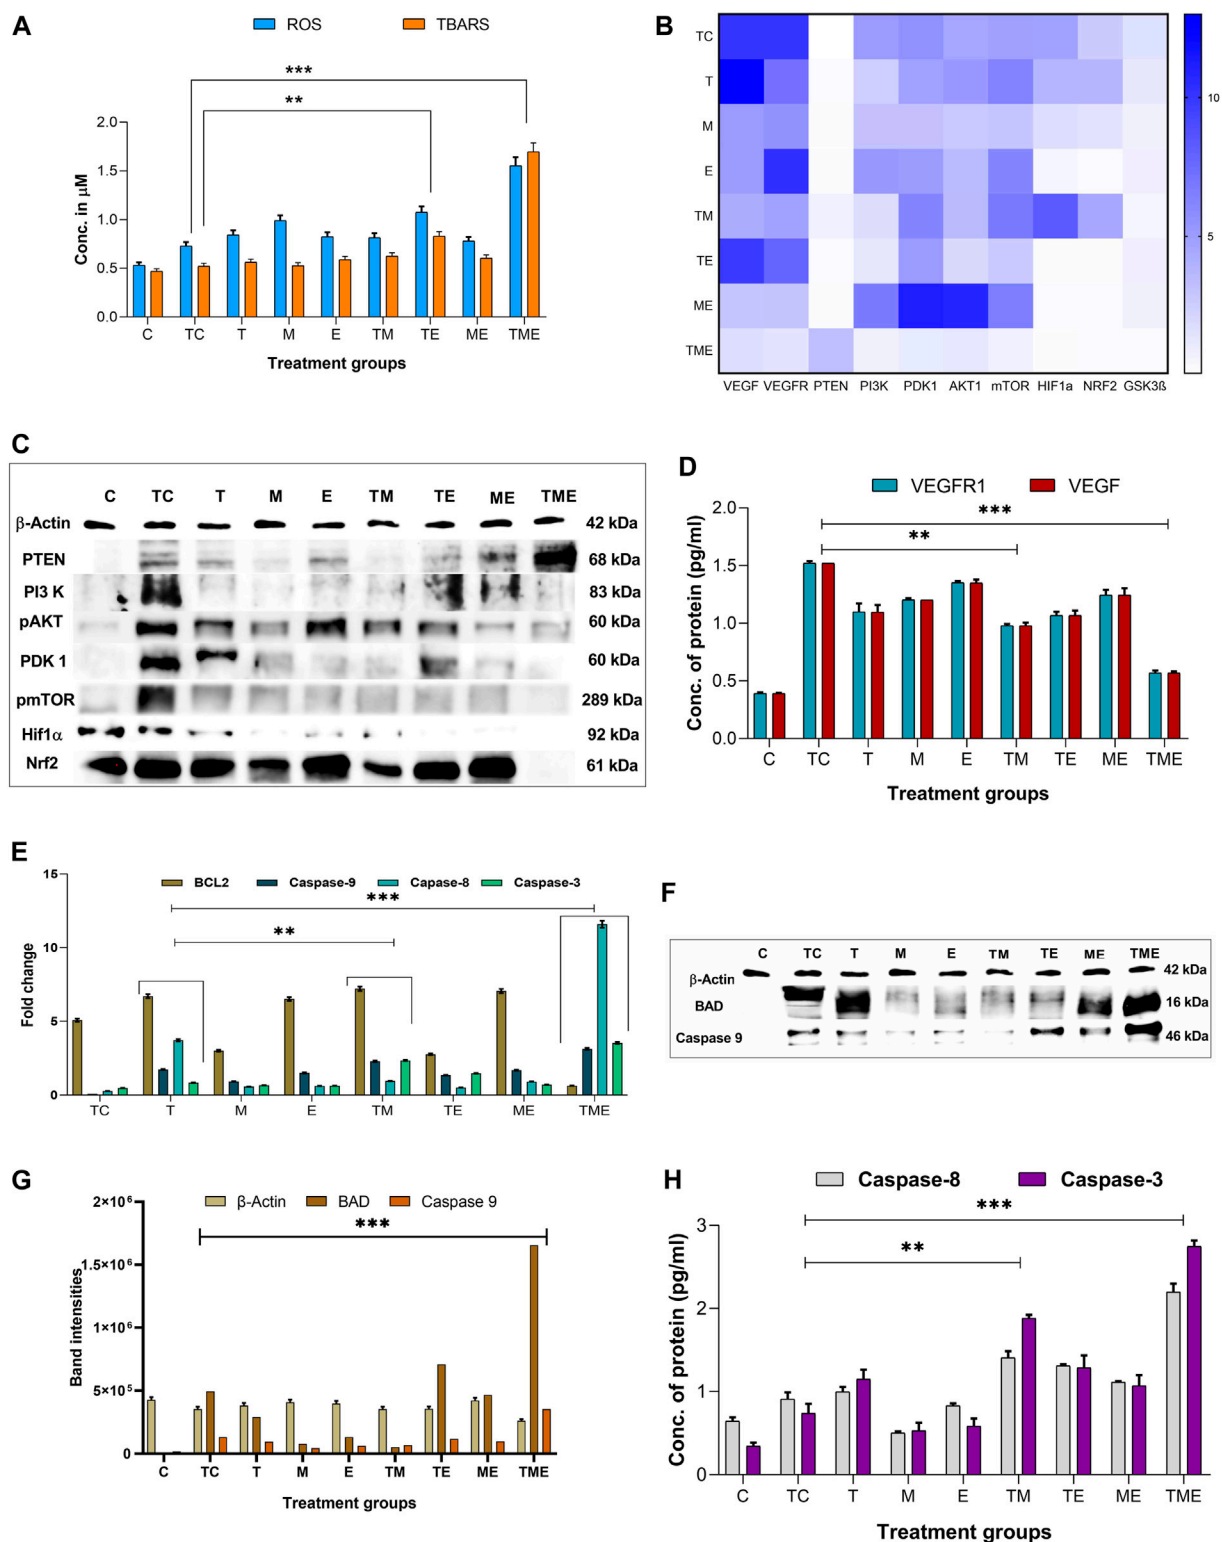 A
ROS TBARS
***
**
Conc. in μM
2.0
1.5
1.0
0.5
0.0
C TC T M E TM TE ME TME
Treatment groups
B
TC
T
M
E
TM
TE
ME
TME
VEGF VEGFR PTEN PI3K PDK1 AKT1 mTOR HIF1a NRF2 GSK3ß
10
5
C
C TC T M E TM TE ME TME
β-Actin 42 kDa
PTEN 68 kDa
PI3 K 83 kDa
pAKT 60 kDa
PDK 1 60 kDa
pmTOR 289 kDa
Hif1α 92 kDa
Nrf2 61 kDa
D
VEGFR1 VEGF
***
**
Conc. of protein (pg/ml)
2.0
1.5
1.0
0.5
0.0
C TC T M E TM TE ME TME
Treatment groups
E
BCL2 Caspase-9 Capase-8 Caspase-3
***
**
Fold change
15
10
5
0
TC T M E TM TE ME TME
F
C TC T M E TM TE ME TME
β-Actin 42 kDa
BAD 16 kDa
Caspase 9 46 kDa
G
β-Actin BAD Caspase 9
***
Band intensities
2×10⁶
1.5×10⁶
1×10⁶
5×10⁵
0
C TC T M E TM TE ME TME
Treatment groups
H
Caspase-8 Caspase-3
***
**
Conc. of protein (pg/ml)
3
2
1
0
C TC T M E TM TE ME TME
Treatment groups